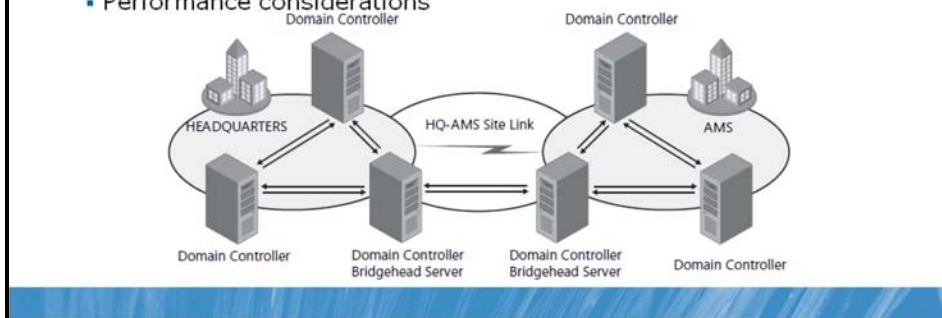 ▪ Performance considerations
Domain Controller
Domain Controller
HEADQUARTERS
HQ-AMS Site Link
AMS
Domain Controller
Domain Controller
Bridgehead Server
Domain Controller
Bridgehead Server
Domain Controller